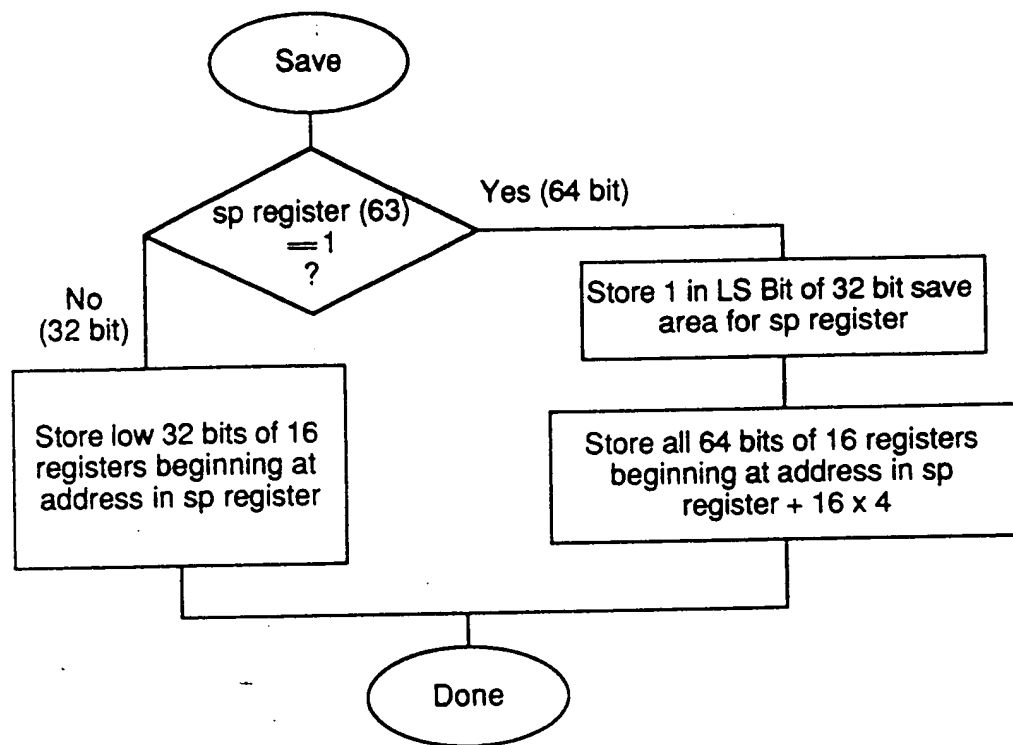 Save
sp register (63)
==1
?
Yes (64 bit)
No
(32 bit)
Store 1 in LS Bit of 32 bit save
area for sp register
Store low 32 bits of 16
registers beginning at
address in sp register
Store all 64 bits of 16 registers
beginning at address in sp
register + 16 x 4
Done